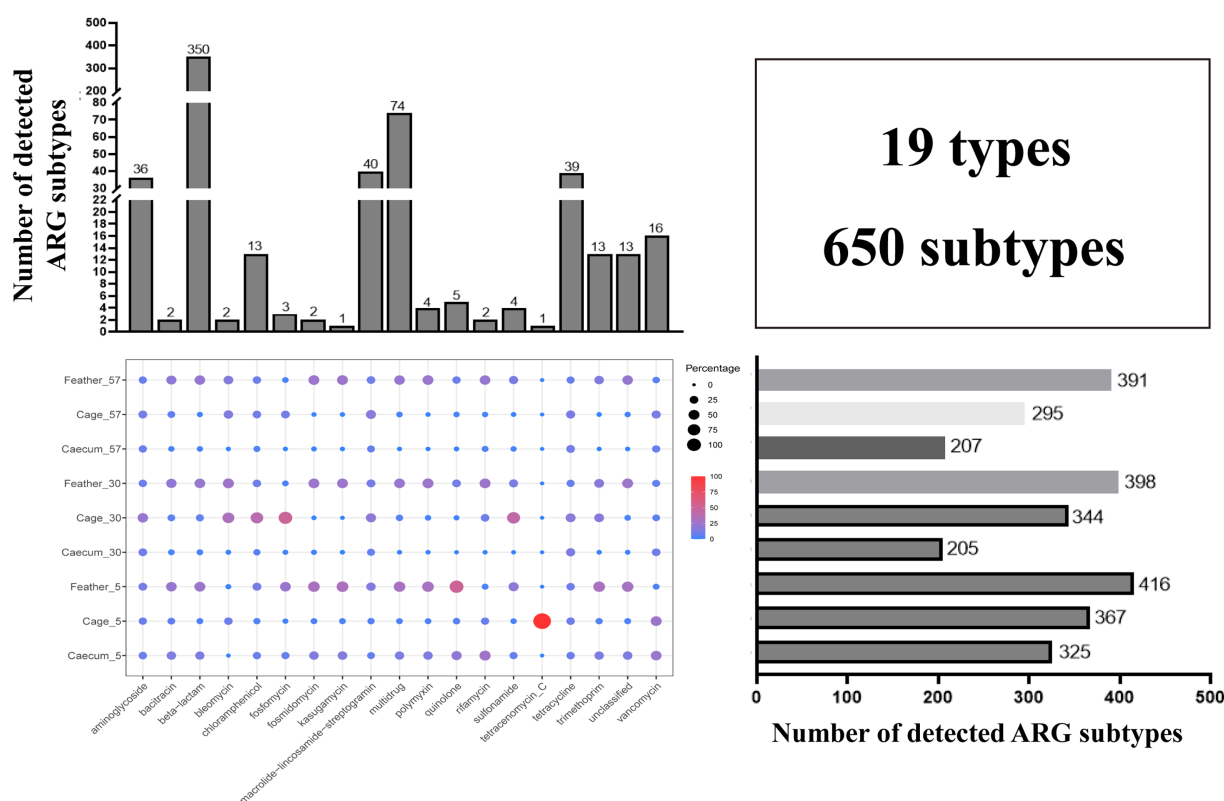 Number of detected
ARG subtypes
500
400
300
200
80
70
60
50
40
30
22
20
18
16
14
12
10
8
6
4
2
0
36
2
350
2
13
3
2
1
40
74
4
5
2
4
1
39
13
13
16
19 types
650 subtypes
Feather_57
Cage_57
Caecum_57
Feather_30
Cage_30
Caecum_30
Feather_5
Cage_5
Caecum_5
aminoglycoside
bacitracin
beta-lactam
bleomycin
chloramphenicol
fosfomycin
fosmidomycin
kasugamycin
macrolide-lincosamide-streptogramin
multidrug
polymyxin
quinolone
rifamycin
sulfonamide
tetracenomycin_C
tetracycline
trimethoprim
unclassified
vancomycin
Percentage
0
25
50
75
100
100
75
50
25
0
391
295
207
398
344
205
416
367
325
0 100 200 300 400 500
Number of detected ARG subtypes